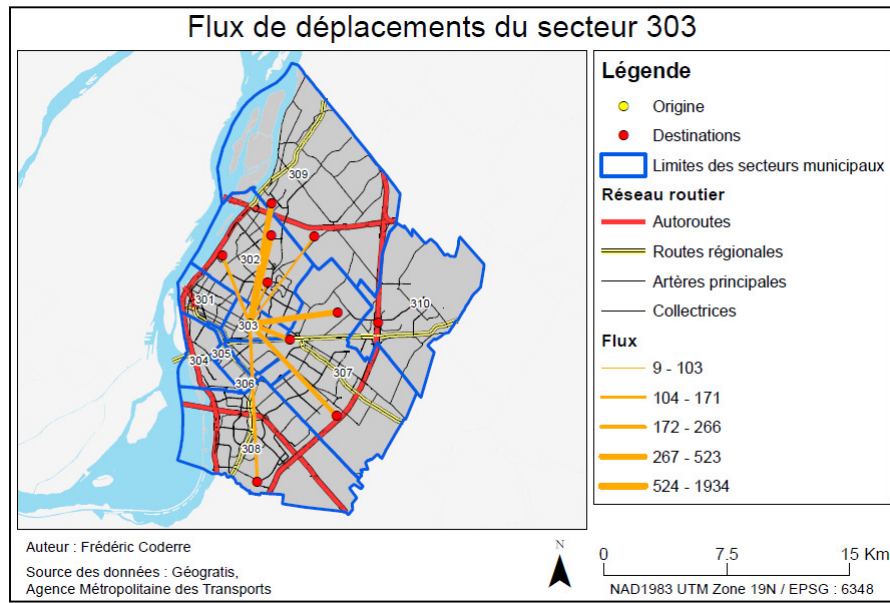 Flux de déplacements du secteur 303
309
302
301
303
310
304
305
306
307
308
Légende
Origine
Destinations
Limites des secteurs municipaux
Réseau routier
Autoroutes
Routes régionales
Artères principales
Collectrices
Flux
9 - 103
104 - 171
172 - 266
267 - 523
524 - 1934
Auteur : Frédéric Coderre
Source des données : Géogratis,
Agence Métropolitaine des Transports
N
0 7.5 15 Km
NAD1983 UTM Zone 19N / EPSG : 6348